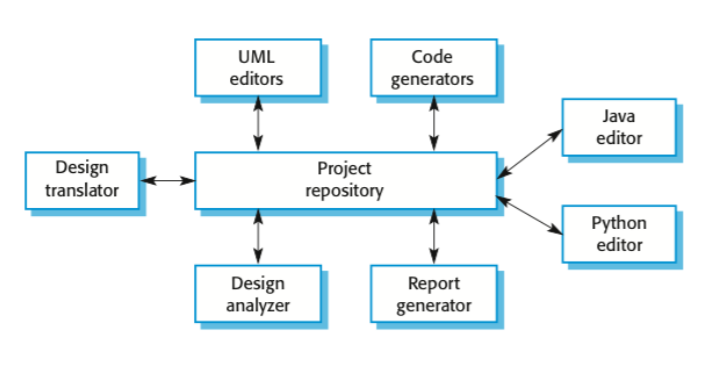 UML
editors
Code
generators
Java
editor
Design
translator
Project
repository
Python
editor
Design
analyzer
Report
generator